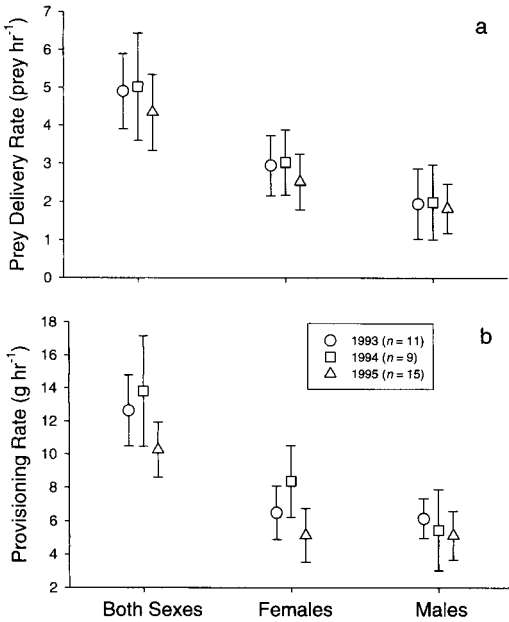 a
Prey Delivery Rate (prey hr⁻¹)
7
6
5
4
3
2
1
0
b
Provisioning Rate (g hr⁻¹)
18
16
14
12
10
8
6
4
2
1993 (n = 11)
1994 (n = 9)
1995 (n = 15)
Both Sexes Females Males